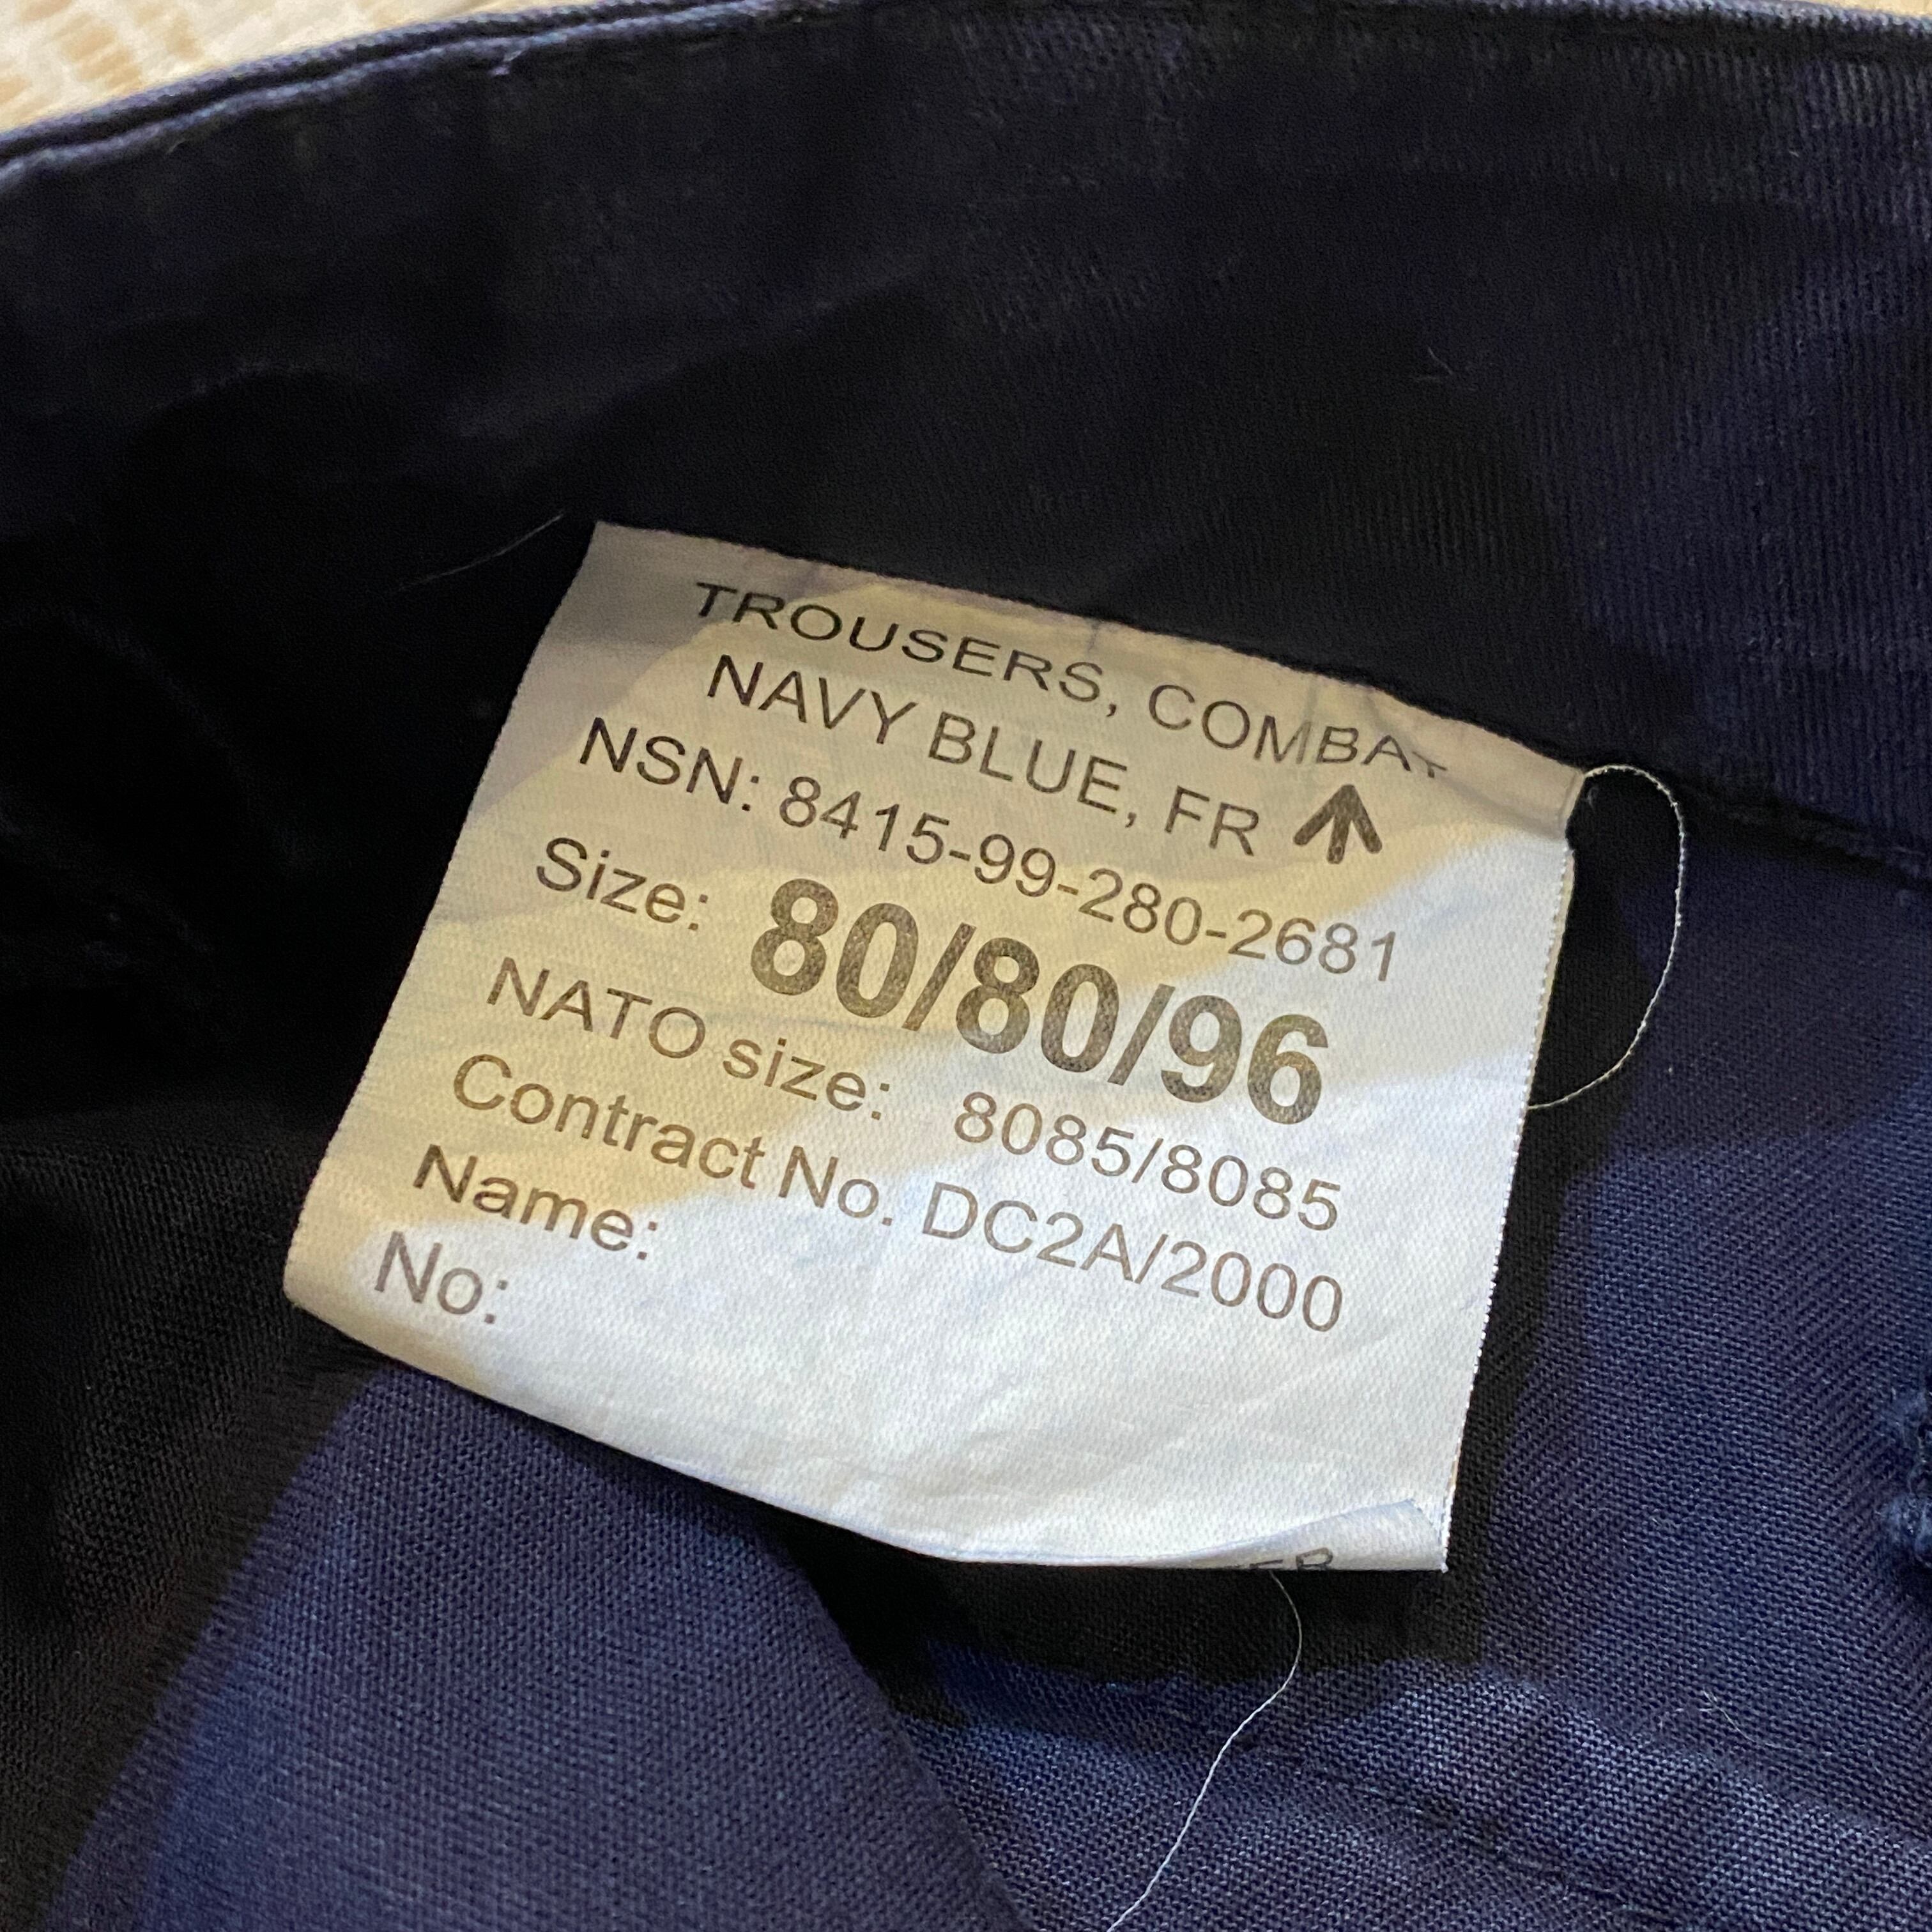 TROUSERS, COMBAT
NAVY BLUE, FR
NSN: 8415-99-280-2681
Size: 80/80/96
NATO size: 8085/8085
Contract No. DC2A/2000
Name:
No: